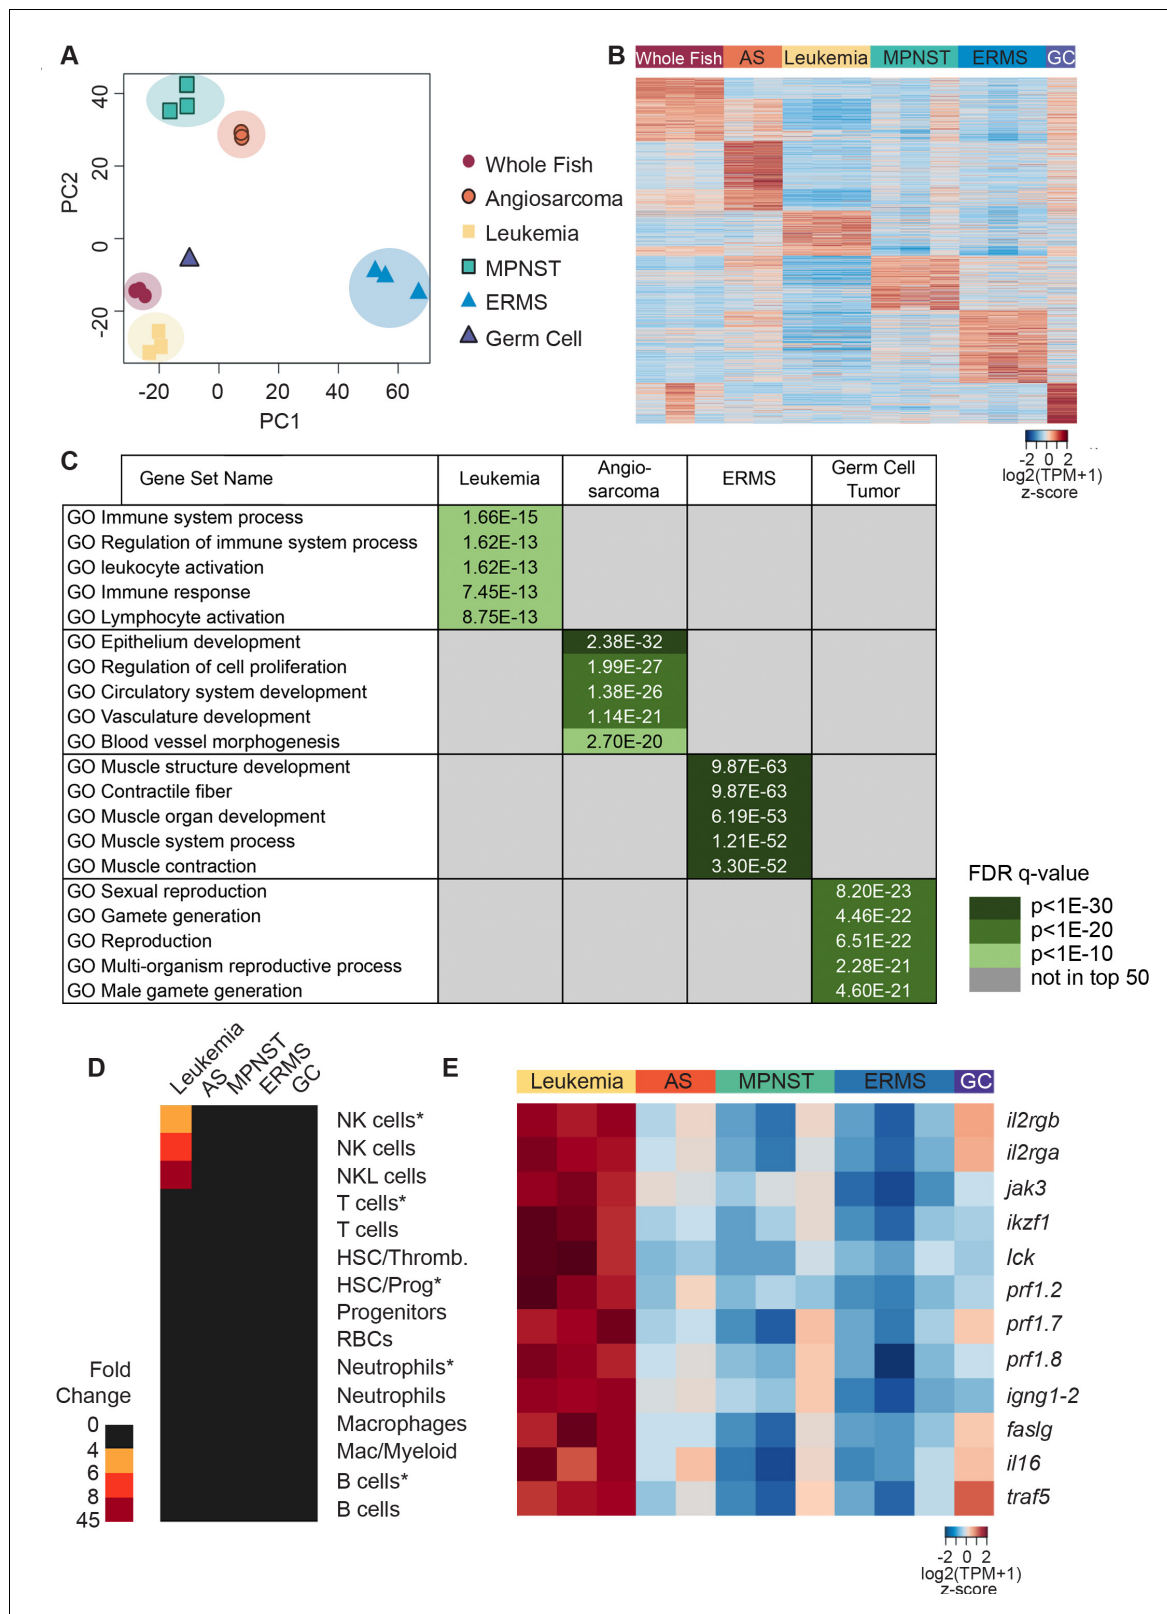 A
40
20
0
-20
PC2
-20 0 20 40 60
PC1
Whole Fish
Angiosarcoma
Leukemia
MPNST
ERMS
Germ Cell
B
Whole Fish AS Leukemia MPNST ERMS GC
-2 0 2
log2(TPM+1)
z-score
C
Gene Set Name Leukemia Angio-sarcoma ERMS Germ Cell Tumor
GO Immune system process 1.66E-15
GO Regulation of immune system process 1.62E-13
GO leukocyte activation 1.62E-13
GO Immune response 7.45E-13
GO Lymphocyte activation 8.75E-13
GO Epithelium development 2.38E-32
GO Regulation of cell proliferation 1.99E-27
GO Circulatory system development 1.38E-26
GO Vasculature development 1.14E-21
GO Blood vessel morphogenesis 2.70E-20
GO Muscle structure development 9.87E-63
GO Contractile fiber 9.87E-63
GO Muscle organ development 6.19E-53
GO Muscle system process 1.21E-52
GO Muscle contraction 3.30E-52
GO Sexual reproduction 8.20E-23
GO Gamete generation 4.46E-22
GO Reproduction 6.51E-22
GO Multi-organism reproductive process 2.28E-21
GO Male gamete generation 4.60E-21
FDR q-value
p<1E-30
p<1E-20
p<1E-10
not in top 50
D
Leukemia AS MPNST ERMS GC
NK cells*
NK cells
NKL cells
T cells*
T cells
HSC/Thromb.
HSC/Prog*
Progenitors
RBCs
Neutrophils*
Neutrophils
Macrophages
Mac/Myeloid
B cells*
B cells
Fold
Change
0
4
6
8
45
E
Leukemia AS MPNST ERMS GC
il2rgb
il2rga
jak3
ikzf1
lck
prf1.2
prf1.7
prf1.8
igng1-2
faslg
il16
traf5
-2 0 2
log2(TPM+1)
z-score